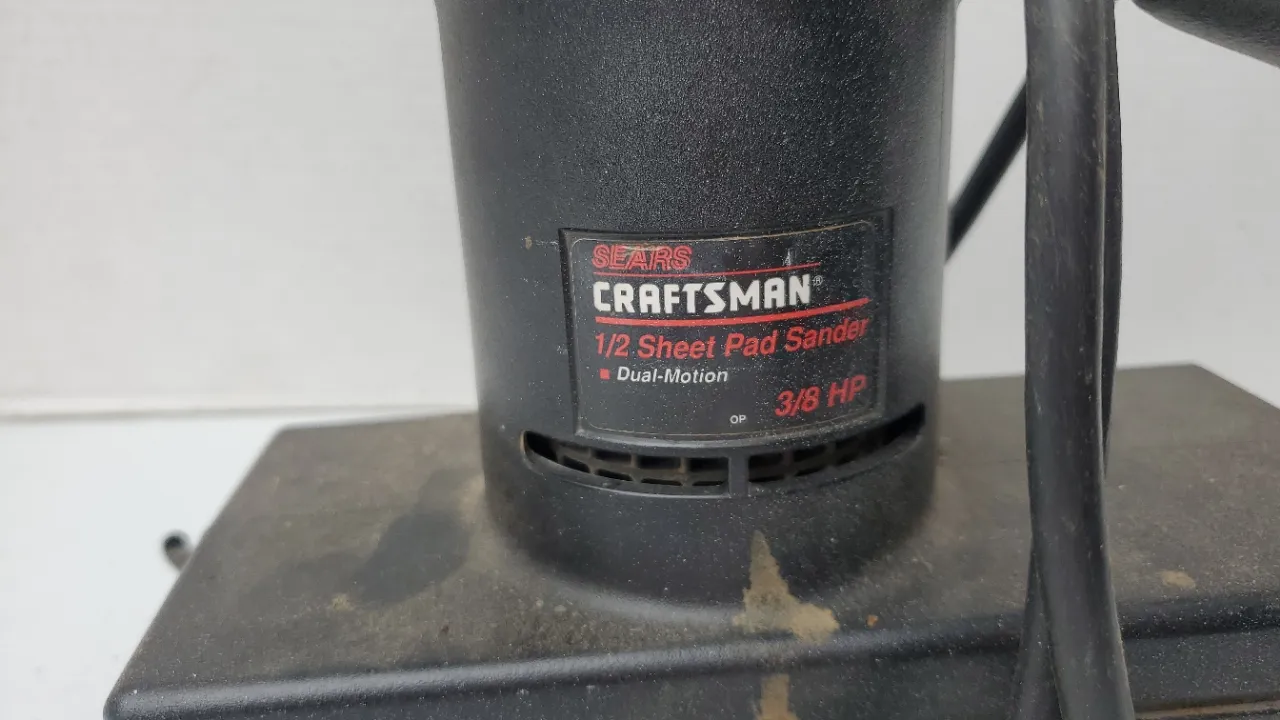 SEARS
CRAFTSMAN®
1/2 Sheet Pad Sander
▪ Dual-Motion
3/8 HP
OP